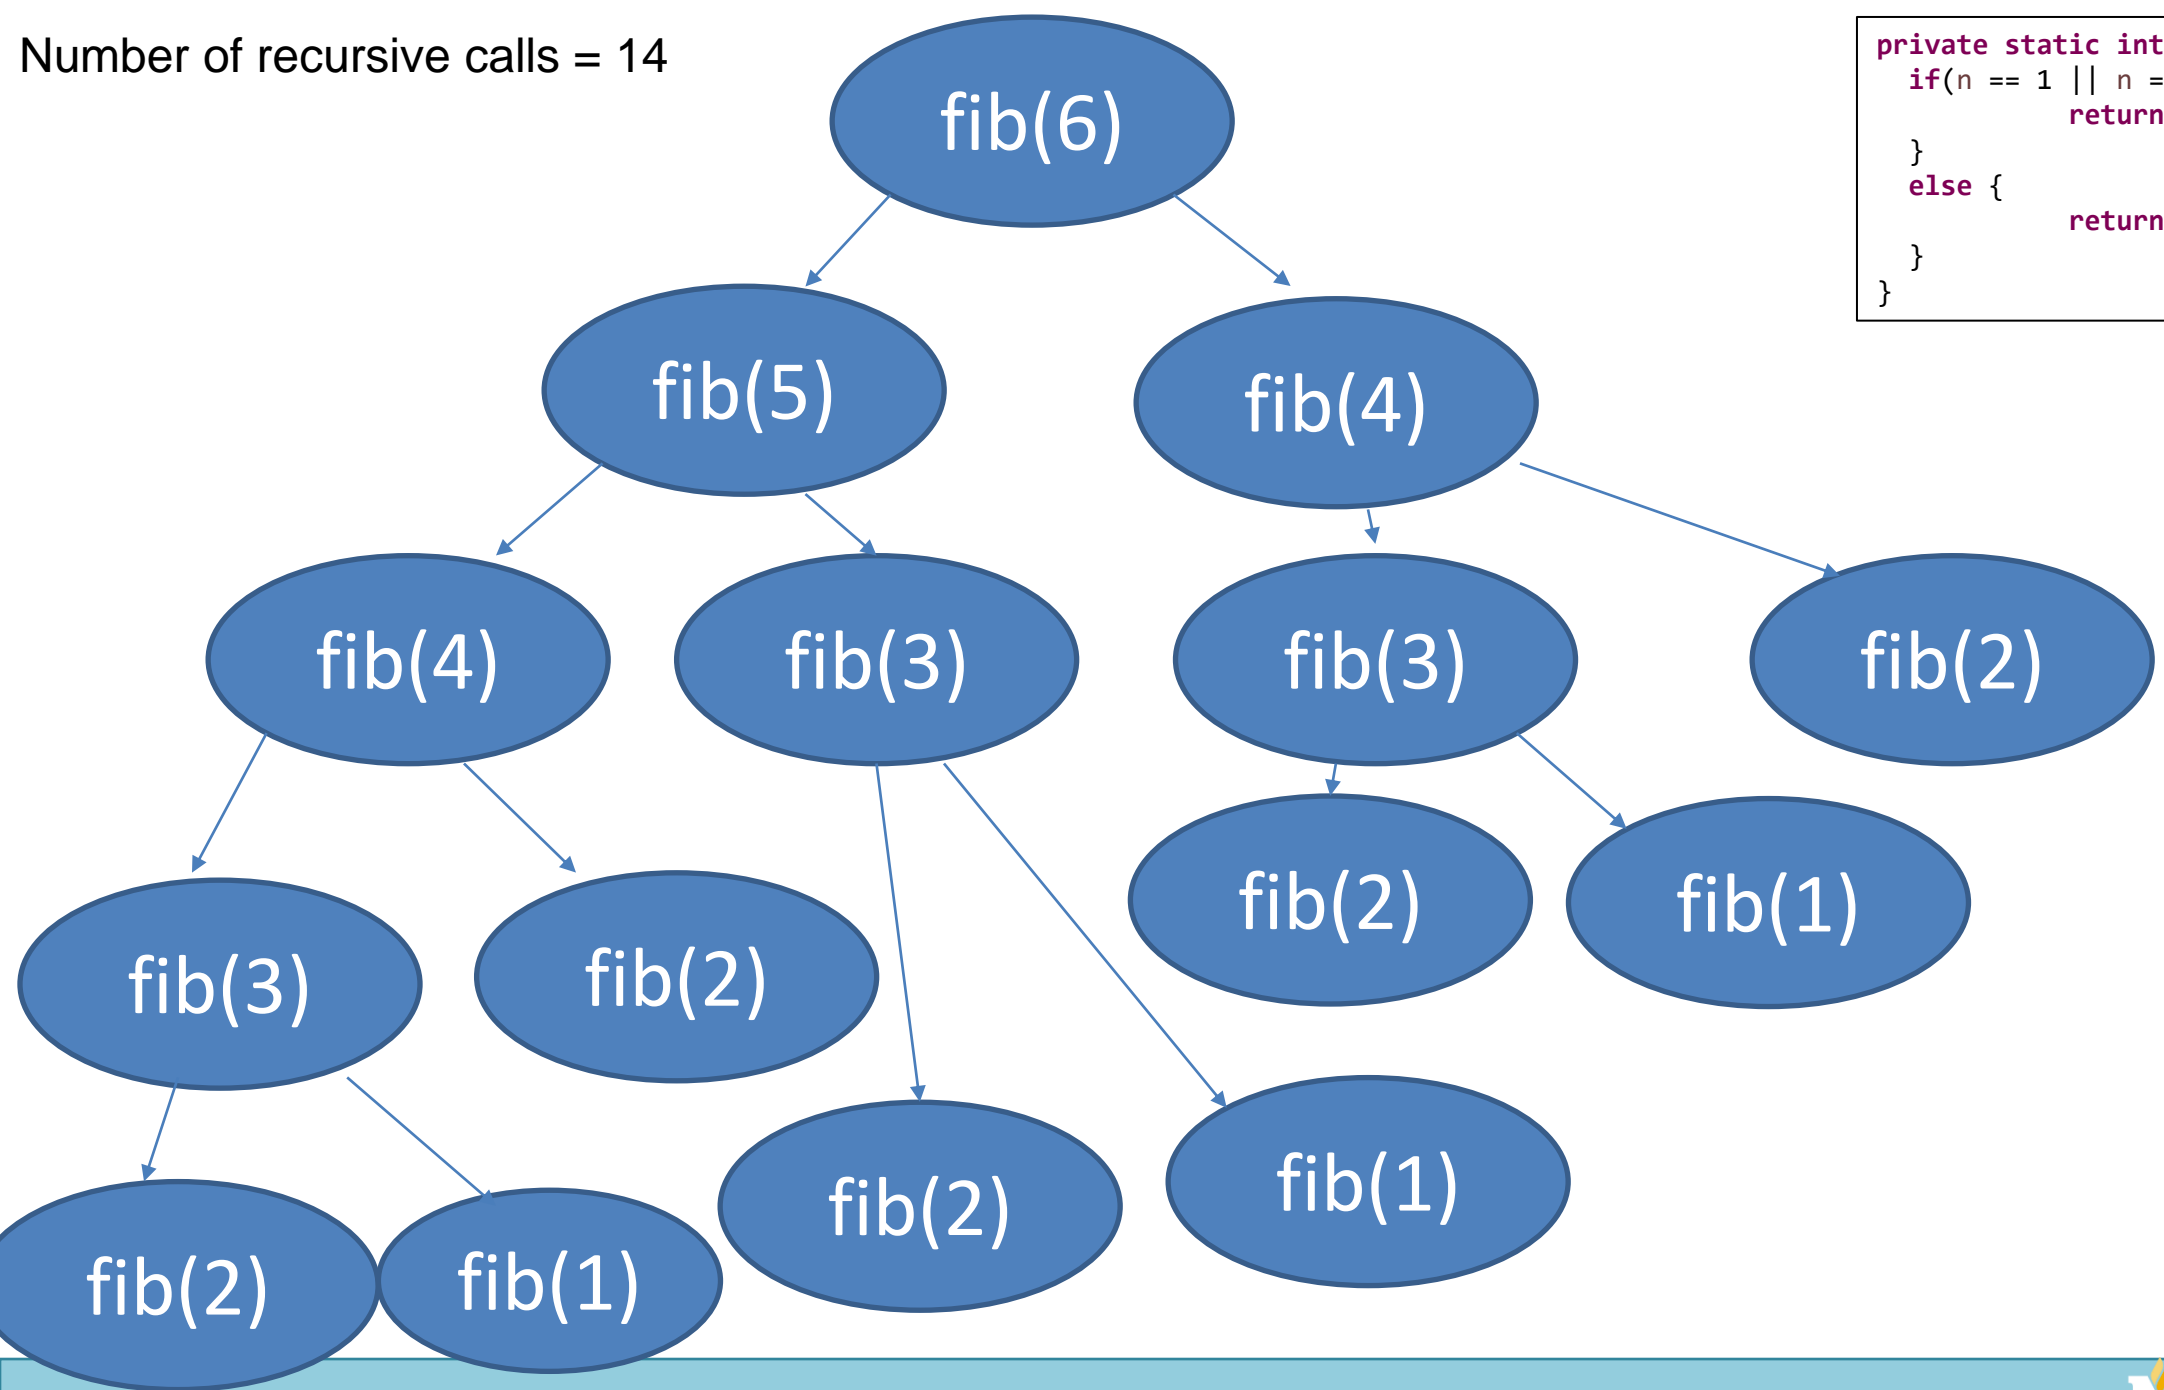 Number of recursive calls = 14
private static int
if(n == 1 || n =
return
}
else {
return
}
}
fib(6)
fib(5)
fib(4)
fib(4)
fib(3)
fib(3)
fib(2)
fib(3)
fib(2)
fib(2)
fib(1)
fib(2)
fib(1)
fib(2)
fib(1)